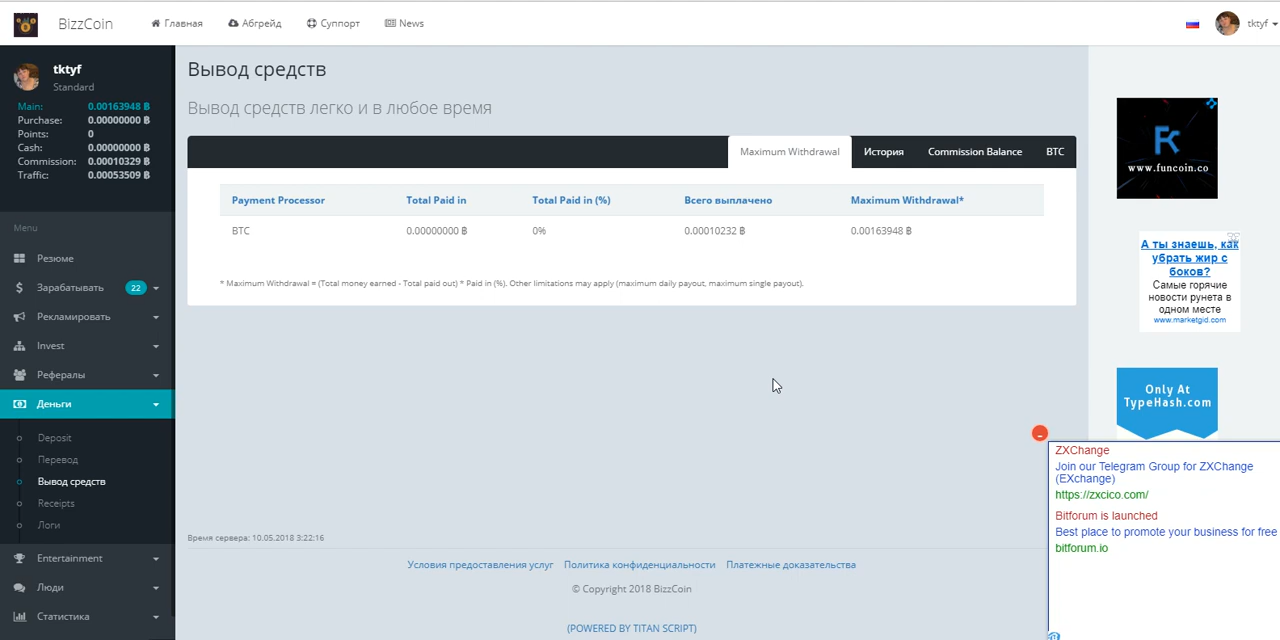 BizzCoin
Главная
Абгрейд
Суппорт
News
tktyf
tktyf
Standard
Main: 0.00163948 ฿
Purchase: 0.00000000 ฿
Points: 0
Cash: 0.00000000 ฿
Commission: 0.00010329 ฿
Traffic: 0.00053509 ฿
Menu
Резюме
Зарабатывать 22
Рекламировать
Invest
Рефералы
Деньги
Deposit
Перевод
Вывод средств
Receipts
Логи
Entertainment
Люди
Статистика
Вывод средств
Вывод средств легко и в любое время
Maximum Withdrawal История Commission Balance BTC
Payment Processor Total Paid in Total Paid in (%) Всего выплачено Maximum Withdrawal*
BTC 0.00000000 ฿ 0% 0.00010232 ฿ 0.00163948 ฿
* Maximum Withdrawal = (Total money earned - Total paid out) * Paid in (%). Other limitations may apply (maximum daily payout, maximum single payout).
Время сервера: 10.05.2018 3:22:16
Условия предоставления услуг Политика конфиденциальности Платежные доказательства
© Copyright 2018 BizzCoin
(POWERED BY TITAN SCRIPT)
www.funcoin.co
А ты знаешь, как
убрать жир с
боков?
Самые горячие
новости рунета в
одном месте
www.marketgid.com
Only At
TypeHash.com
ZXChange
Join our Telegram Group for ZXChange
(EXchange)
https://zxcico.com/
Bitforum is launched
Best place to promote your business for free
bitforum.io